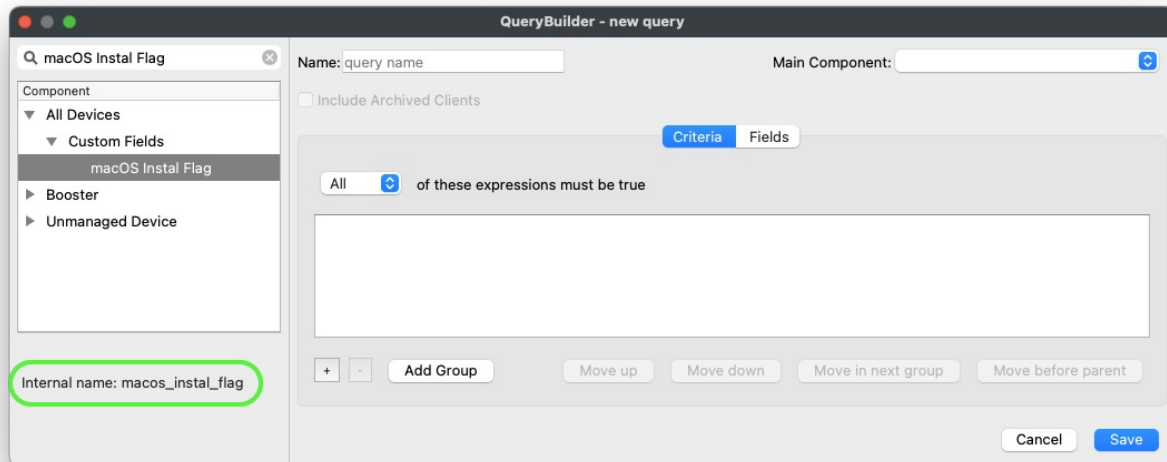 QueryBuilder - new query
macOS Instal Flag
Component
All Devices
Custom Fields
macOS Instal Flag
Booster
Unmanaged Device
Internal name: macos_instal_flag
Name: query name
Main Component:
Include Archived Clients
Criteria Fields
All of these expressions must be true
+ - Add Group Move up Move down Move in next group Move before parent
Cancel Save